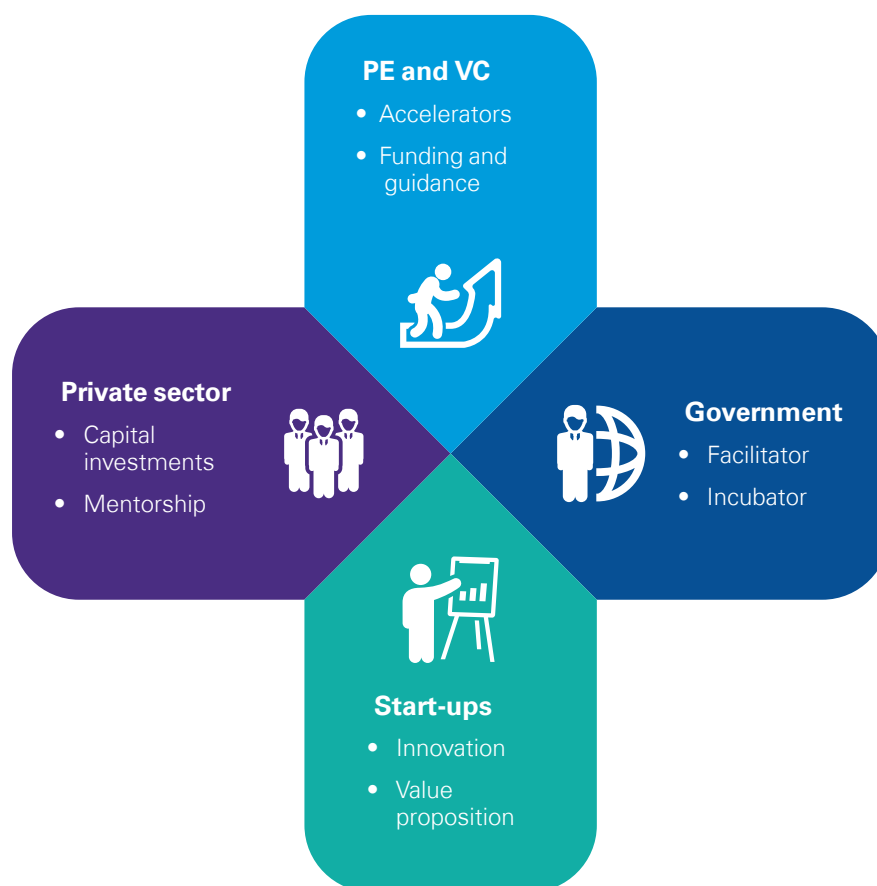 PE and VC
• Accelerators
• Funding and
guidance
Private sector
• Capital
investments
• Mentorship
Government
• Facilitator
• Incubator
Start-ups
• Innovation
• Value
proposition